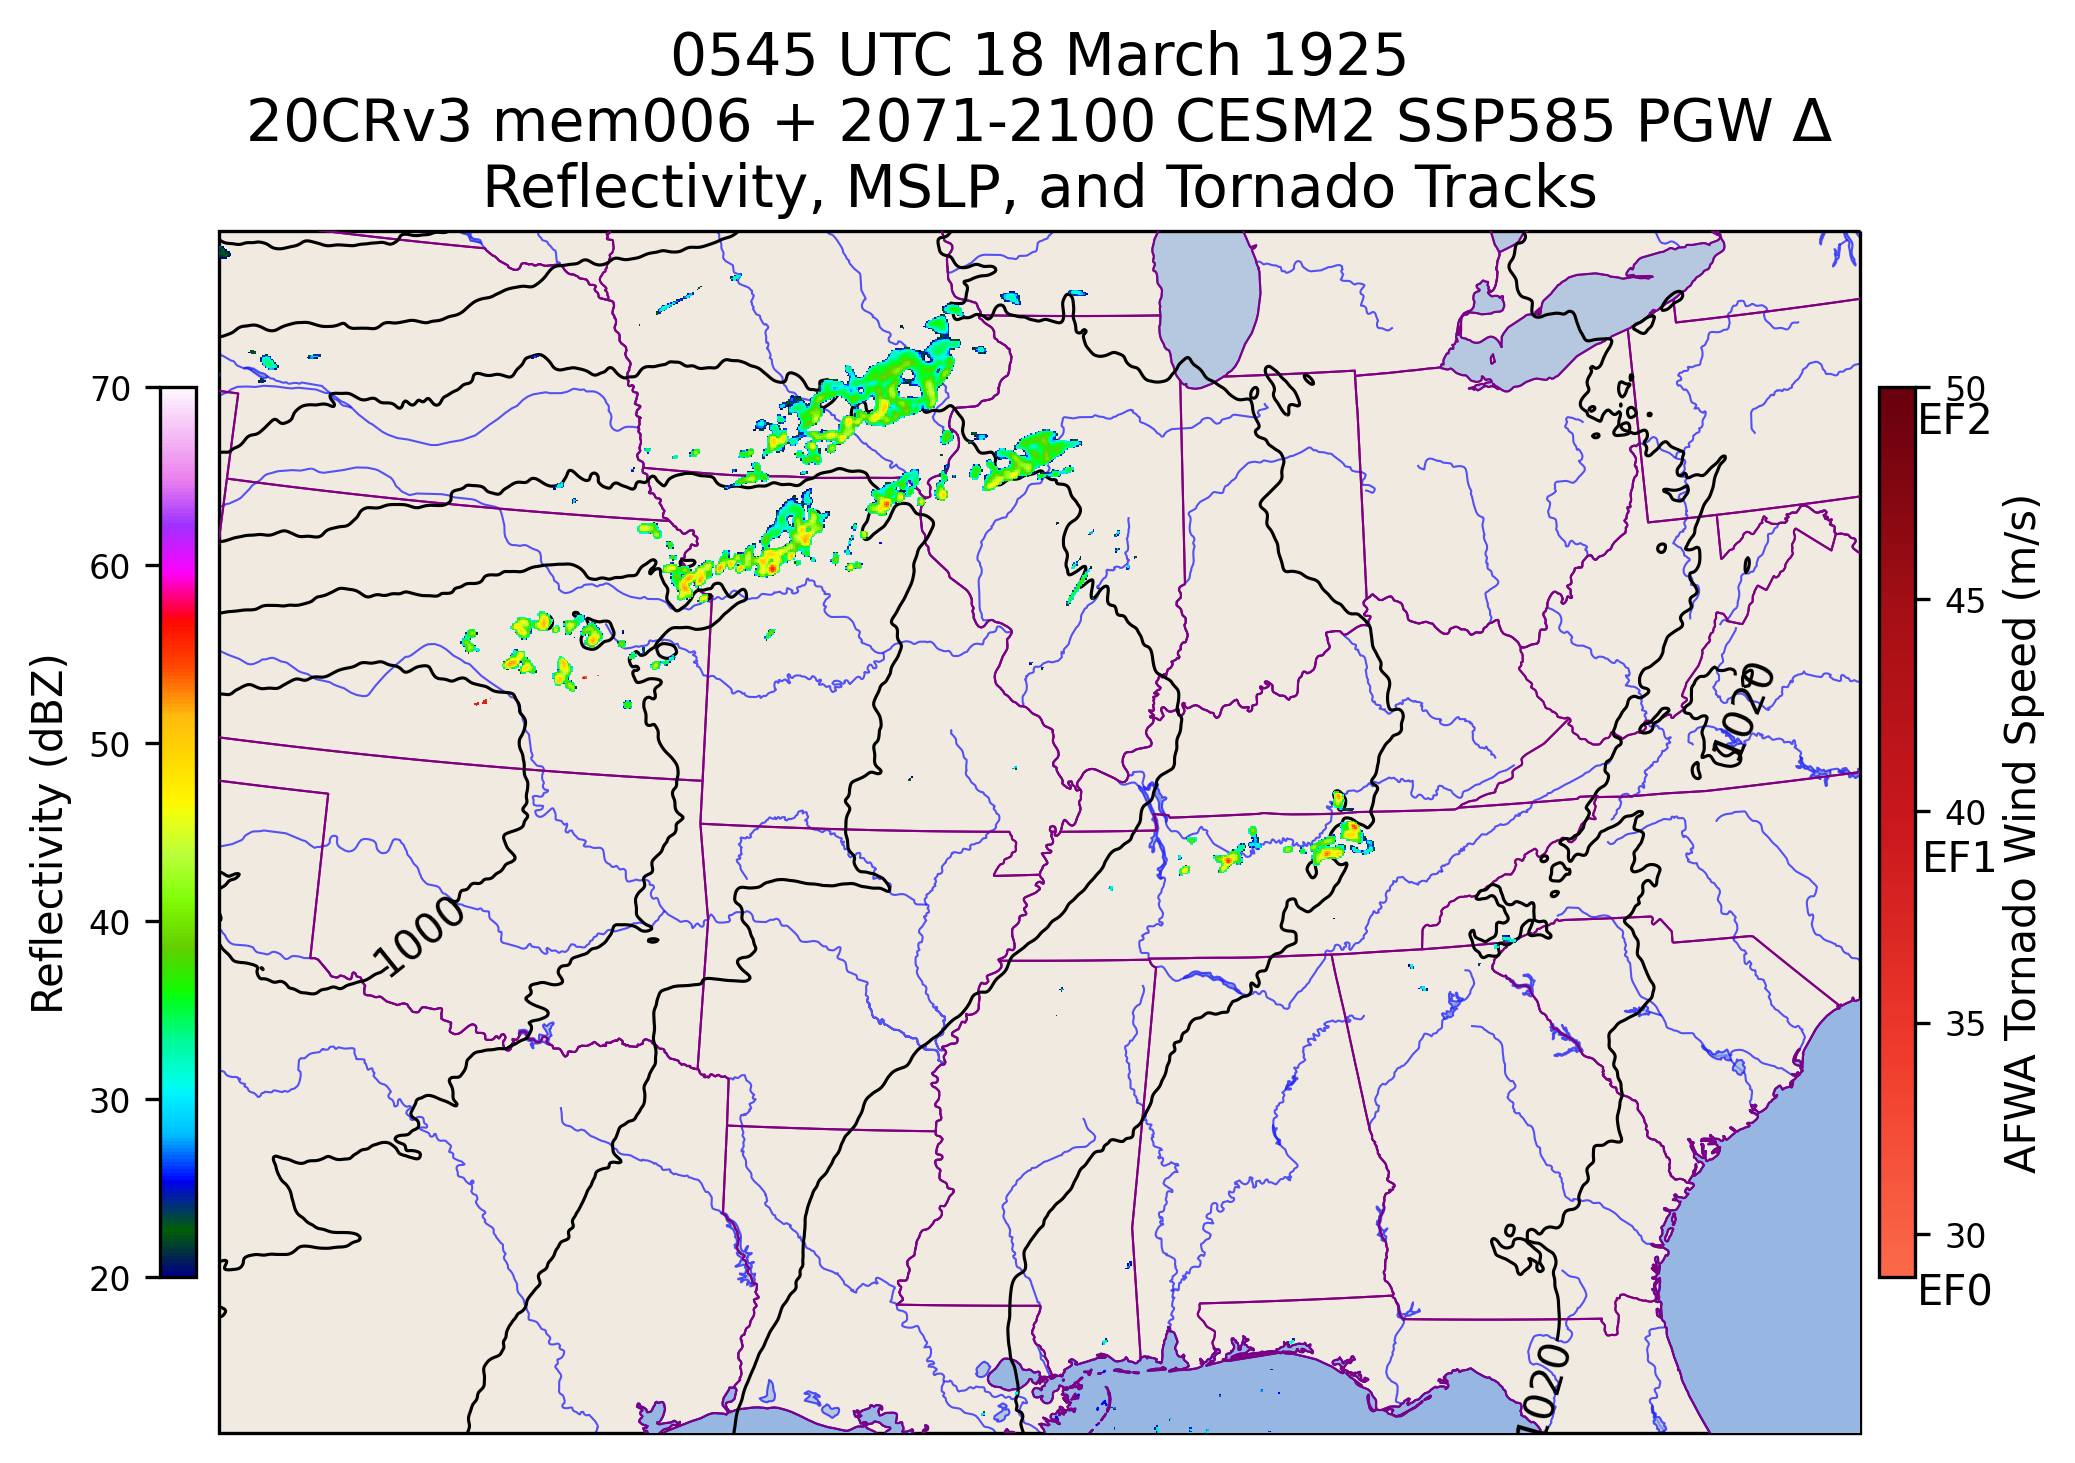 0545 UTC 18 March 1925
20CRv3 mem006 + 2071-2100 CESM2 SSP585 PGW Δ
Reflectivity, MSLP, and Tornado Tracks
70
60
50
40
30
20
Reflectivity (dBZ)
1000
1020
1020
50
EF2
45
40
EF1
35
30
EF0
AFWA Tornado Wind Speed (m/s)